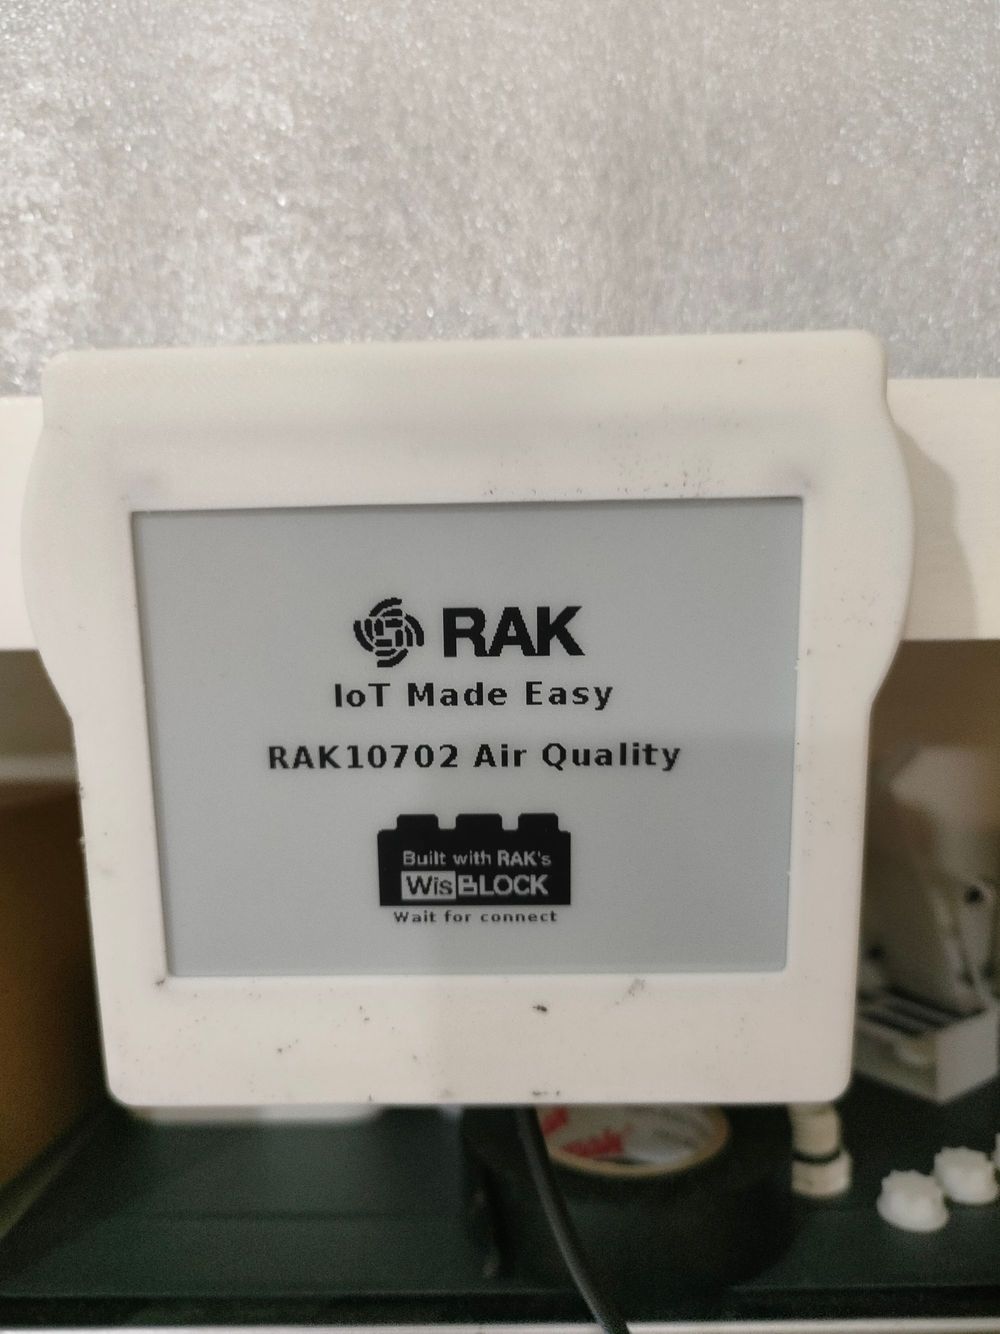 RAK
IoT Made Easy
RAK10702 Air Quality
Built with RAK's
WisBLOCK
Wait for connect